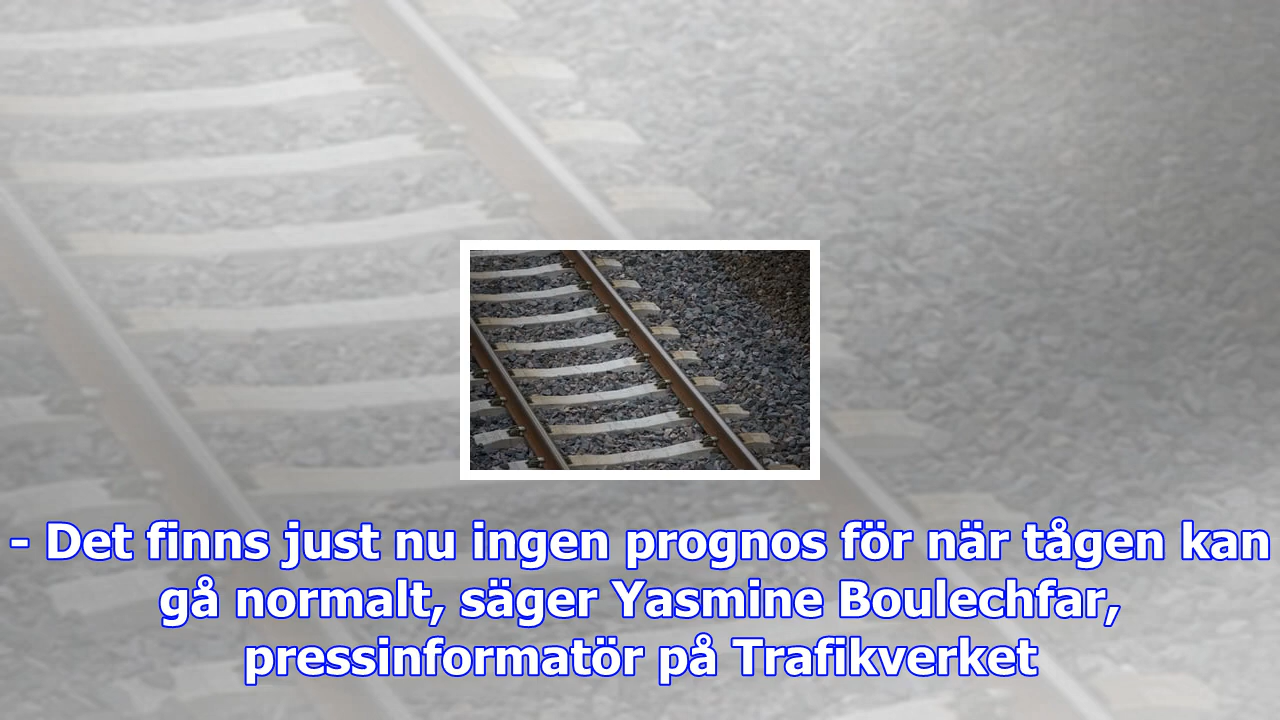 - Det finns just nu ingen prognos för när tågen kan
gå normalt, säger Yasmine Boulechfar,
pressinformatör på Trafikverket